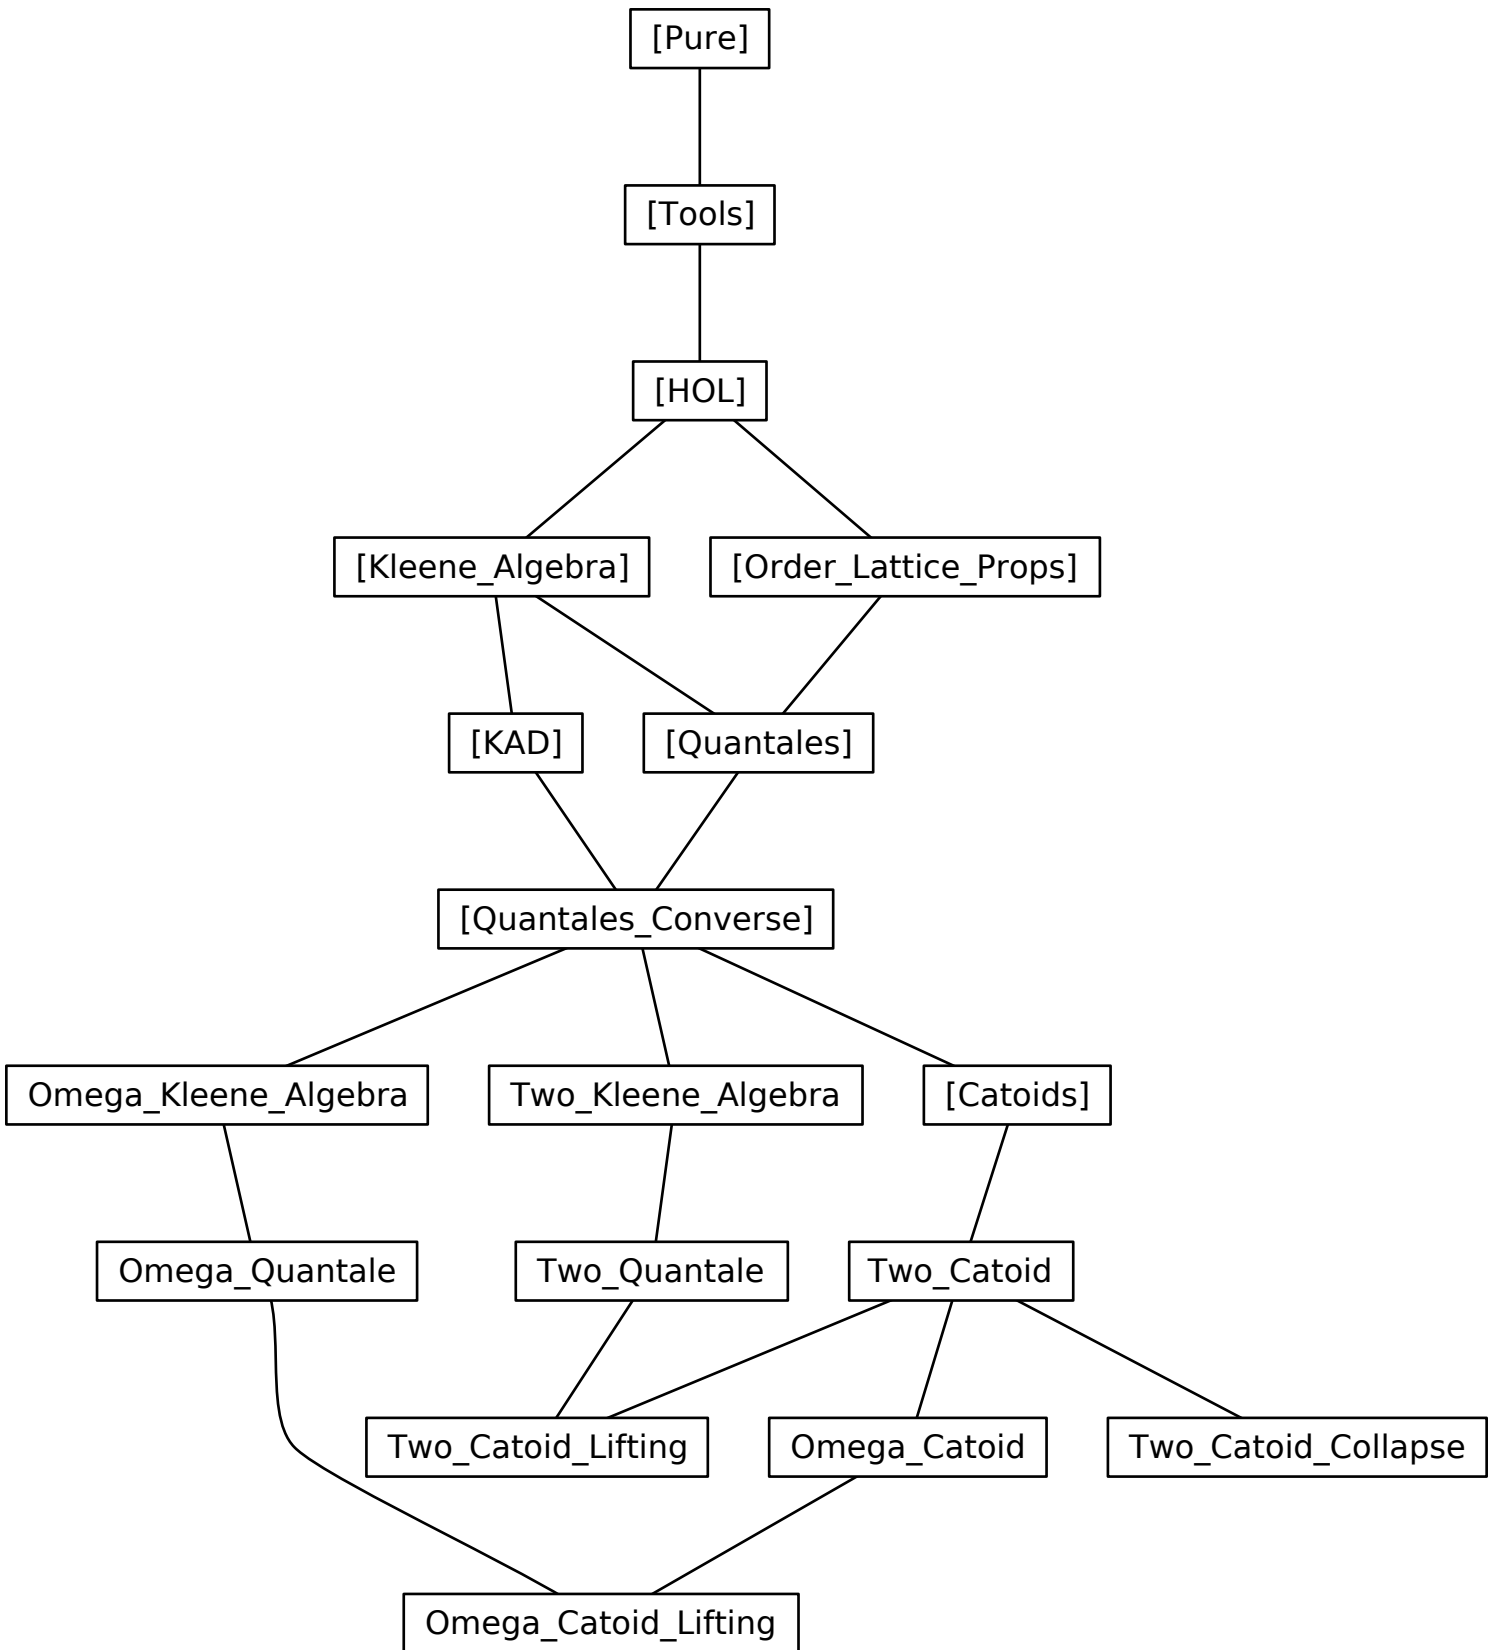 [Pure]
[Tools]
[HOL]
[Kleene_Algebra]
[Order_Lattice_Props]
[KAD]
[Quantales]
[Quantales_Converse]
Omega_Kleene_Algebra
Two_Kleene_Algebra
[Catoids]
Omega_Quantale
Two_Quantale
Two_Catoid
Two_Catoid_Lifting
Omega_Catoid
Two_Catoid_Collapse
Omega_Catoid_Lifting